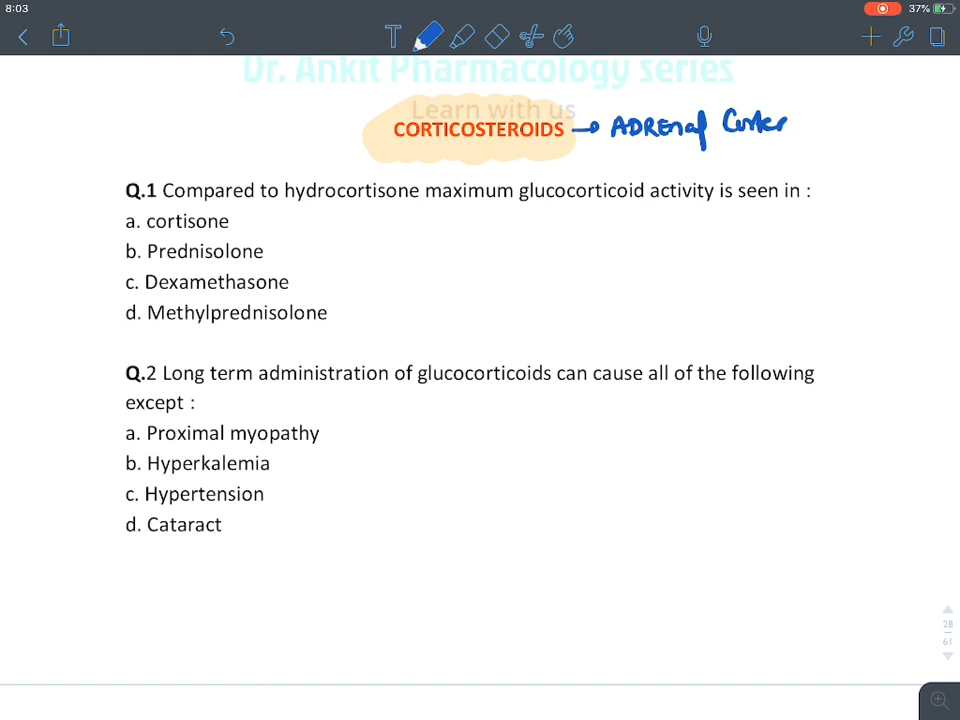 8:03
37%
Dr. Ankit Pharmacology series
Learn with us
CORTICOSTEROIDS → ADRENAL Cortex
Q.1 Compared to hydrocortisone maximum glucocorticoid activity is seen in :
a. cortisone
b. Prednisolone
c. Dexamethasone
d. Methylprednisolone
Q.2 Long term administration of glucocorticoids can cause all of the following
except :
a. Proximal myopathy
b. Hyperkalemia
c. Hypertension
d. Cataract
28
61